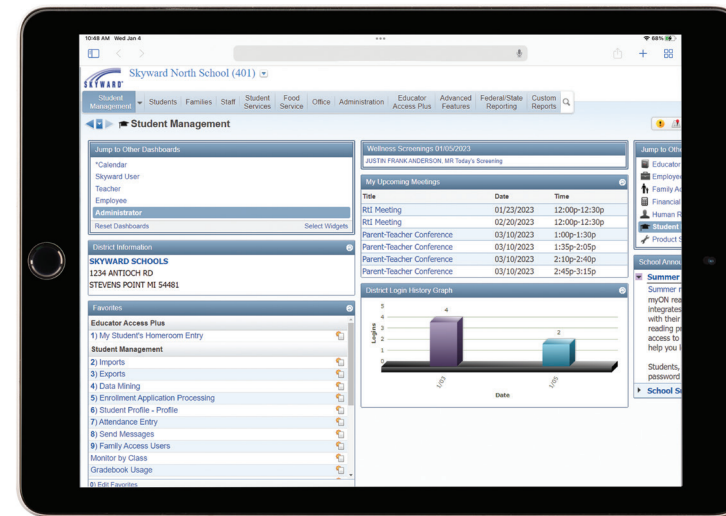 10:48 AM Wed Jan 4
56%
Skyward North School (401)
SKYWARD
Student Management
Students
Families
Staff
Student Services
Food Service
Office
Administration
Educator Access Plus
Advanced Features
Federal/State Reporting
Custom Reports
Student Management
Jump to Other Dashboards
*Calendar
Skyward User
Teacher
Employee
Administrator
Reset Dashboards Select Widgets
District Information
SKYWARD SCHOOLS
1234 ANTIOCH RD
STEVENS POINT MI 54481
Favorites
Educator Access Plus
1) My Student's Homeroom Entry
Student Management
2) Imports
3) Exports
4) Data Mining
5) Enrollment Application Processing
6) Student Profile - Profile
7) Attendance Entry
8) Send Messages
9) Family Access Users
Monitor by Class
Gradebook Usage
0) Edit Favorites
Wellness Screenings 01/05/2023
JUSTIN FRANK ANDERSON, MR Today's Screening
My Upcoming Meetings
Title Date Time
RtI Meeting 01/23/2023 12:00p-12:30p
RtI Meeting 02/20/2023 12:00p-12:30p
Parent-Teacher Conference 03/10/2023 1:00p-1:30p
Parent-Teacher Conference 03/10/2023 1:35p-2:05p
Parent-Teacher Conference 03/10/2023 2:10p-2:40p
Parent-Teacher Conference 03/10/2023 2:45p-3:15p
District Login History Graph
5
4
3
2
1
0
Logins
4
2
1/03
1/05
Date
Jump to Oth
Educator
Employee
Family Ac
Financial
Human R
Student
Product S
School Annou
Summer
Summer r
myON rea
integrates
with their
reading pr
access to
help you k
Students,
password
School Su